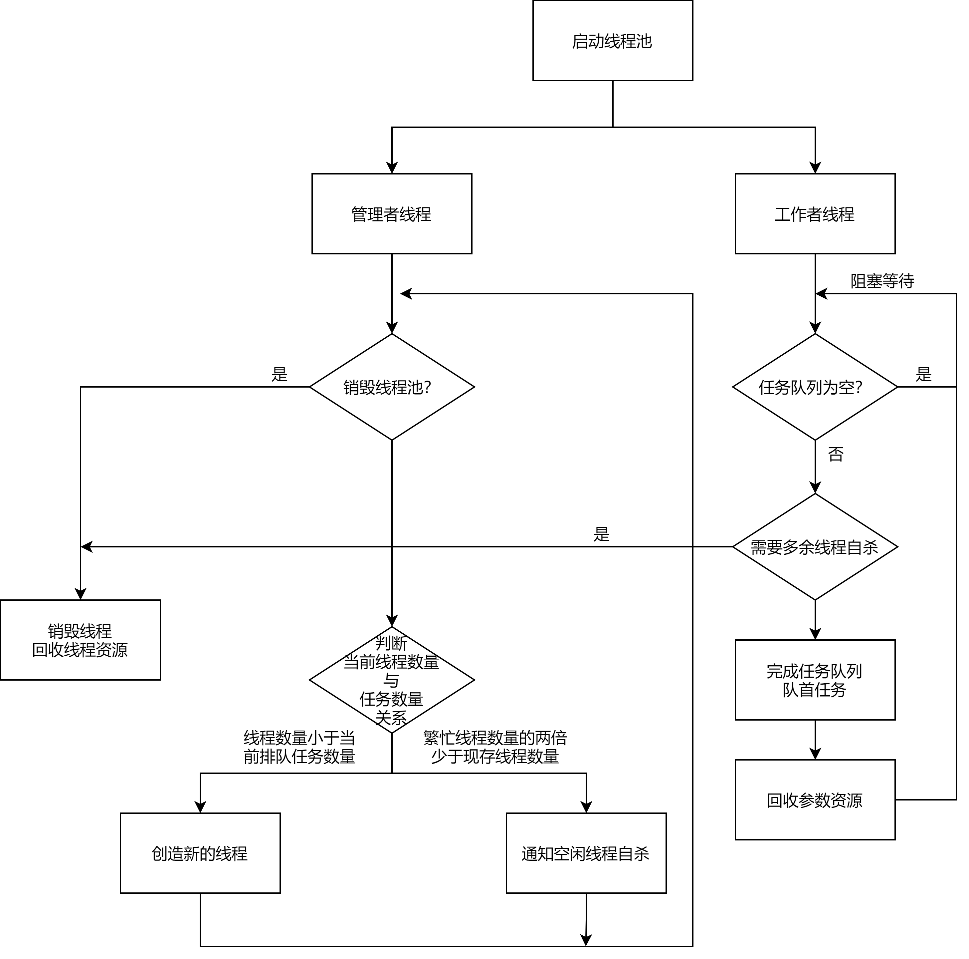 启动线程池
管理者线程
工作者线程
阻塞等待
是
销毁线程池?
任务队列为空?
是
否
是
需要多余线程自杀
销毁线程
回收线程资源
判断
当前线程数量
与
任务数量
关系
完成任务队列
队首任务
线程数量小于当
前排队任务数量
繁忙线程数量的两倍
少于现存线程数量
回收参数资源
创造新的线程
通知空闲线程自杀